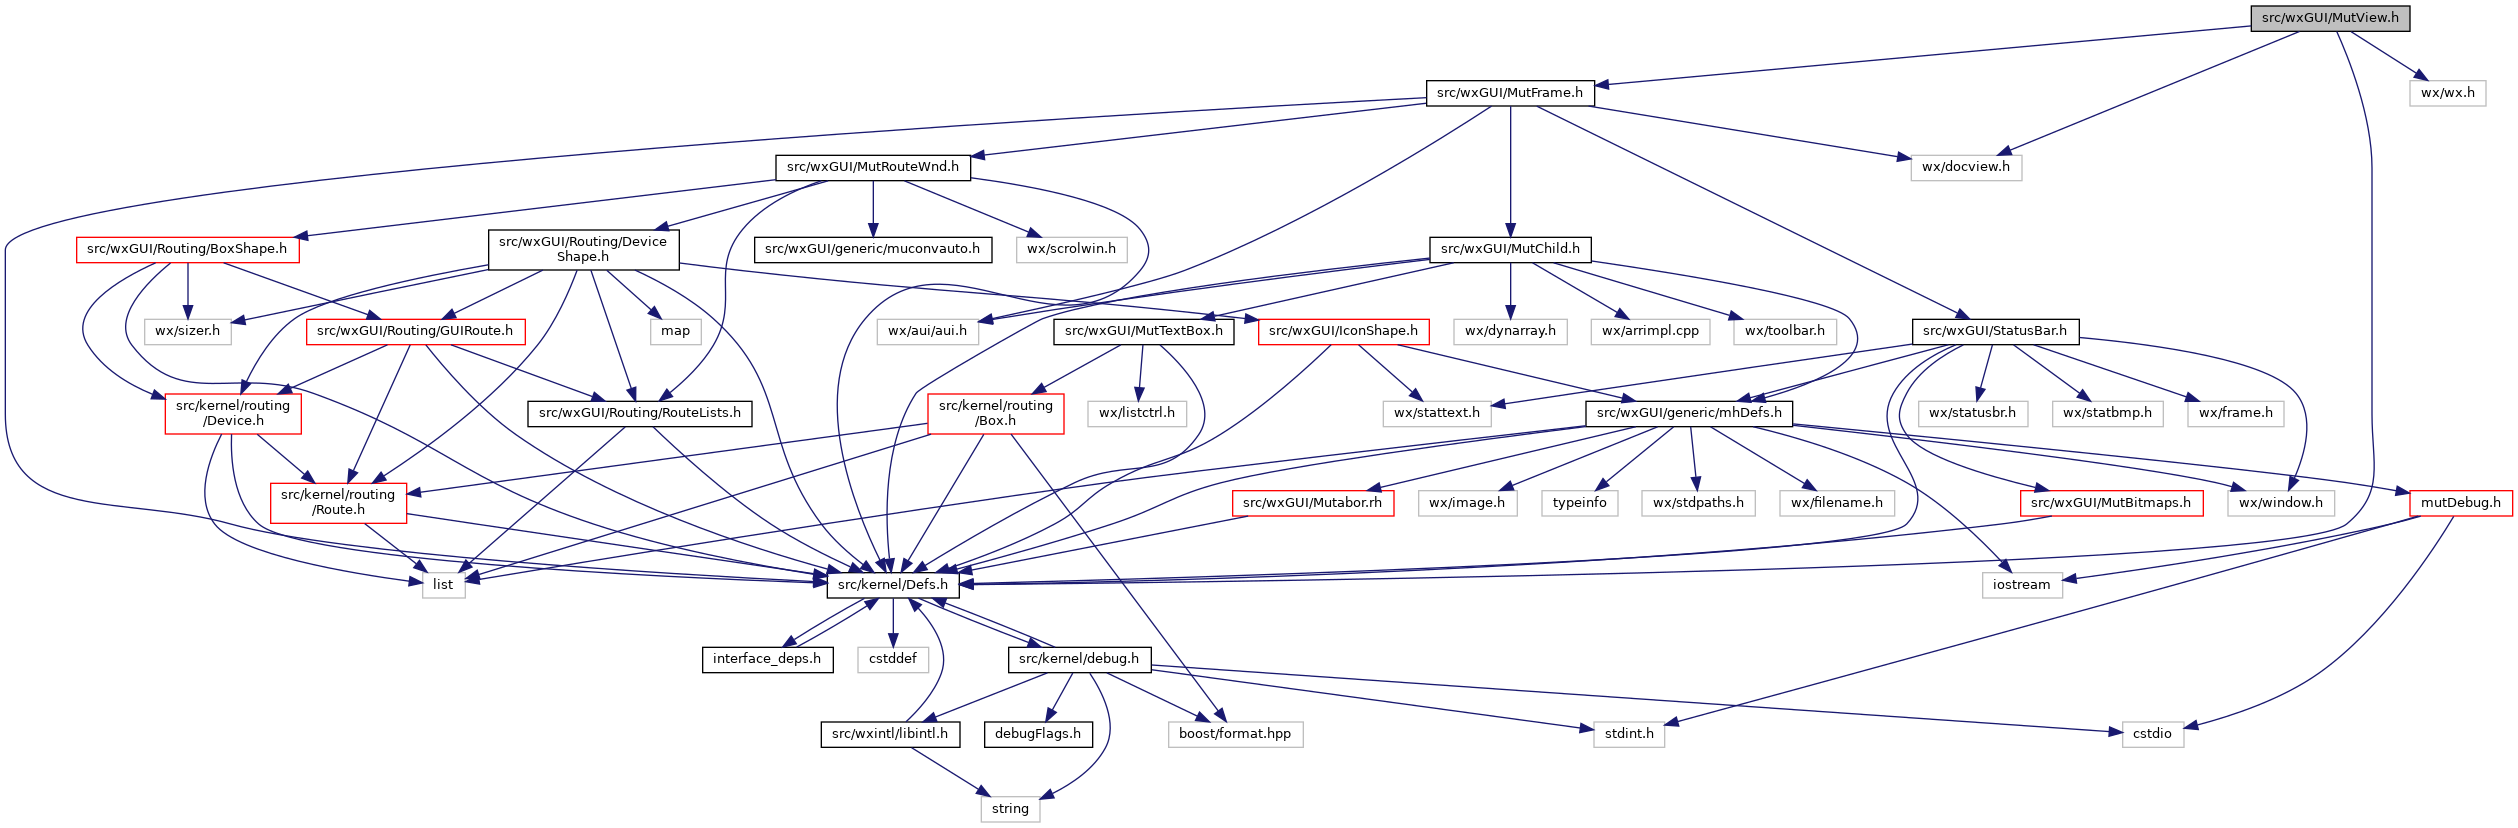 src/wxGUI/MutView.h
src/wxGUI/MutFrame.h
wx/wx.h
src/wxGUI/MutRouteWnd.h
wx/docview.h
src/wxGUI/Routing/BoxShape.h
src/wxGUI/Routing/Device
Shape.h
src/wxGUI/generic/muconvauto.h
wx/scrolwin.h
src/wxGUI/MutChild.h
wx/sizer.h
src/wxGUI/Routing/GUIRoute.h
map
wx/aui/aui.h
src/wxGUI/MutTextBox.h
src/wxGUI/IconShape.h
wx/dynarray.h
wx/arrimpl.cpp
wx/toolbar.h
src/wxGUI/StatusBar.h
src/kernel/routing
/Device.h
src/wxGUI/Routing/RouteLists.h
src/kernel/routing
/Box.h
wx/listctrl.h
wx/stattext.h
src/wxGUI/generic/mhDefs.h
wx/statusbr.h
wx/statbmp.h
wx/frame.h
src/kernel/routing
/Route.h
src/wxGUI/Mutabor.rh
wx/image.h
typeinfo
wx/stdpaths.h
wx/filename.h
src/wxGUI/MutBitmaps.h
wx/window.h
mutDebug.h
list
src/kernel/Defs.h
iostream
interface_deps.h
cstddef
src/kernel/debug.h
src/wxintl/libintl.h
debugFlags.h
boost/format.hpp
stdint.h
cstdio
string